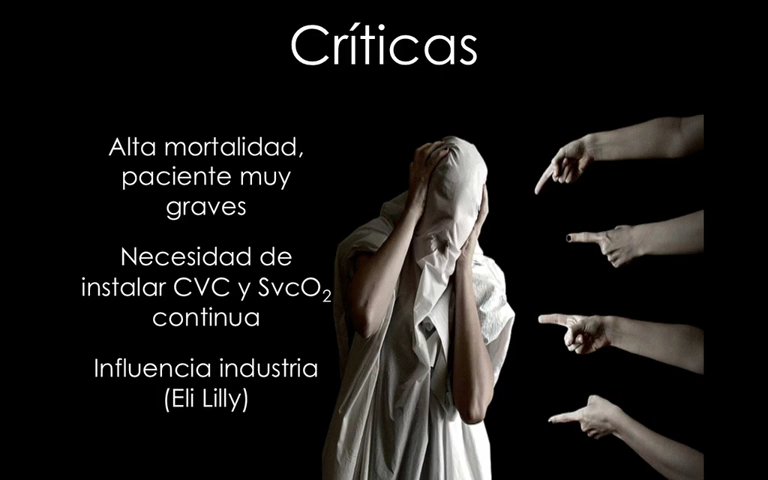 Críticas
Alta mortalidad,
paciente muy
graves
Necesidad de
instalar CVC y SvcO₂
continua
Influencia industria
(Eli Lilly)